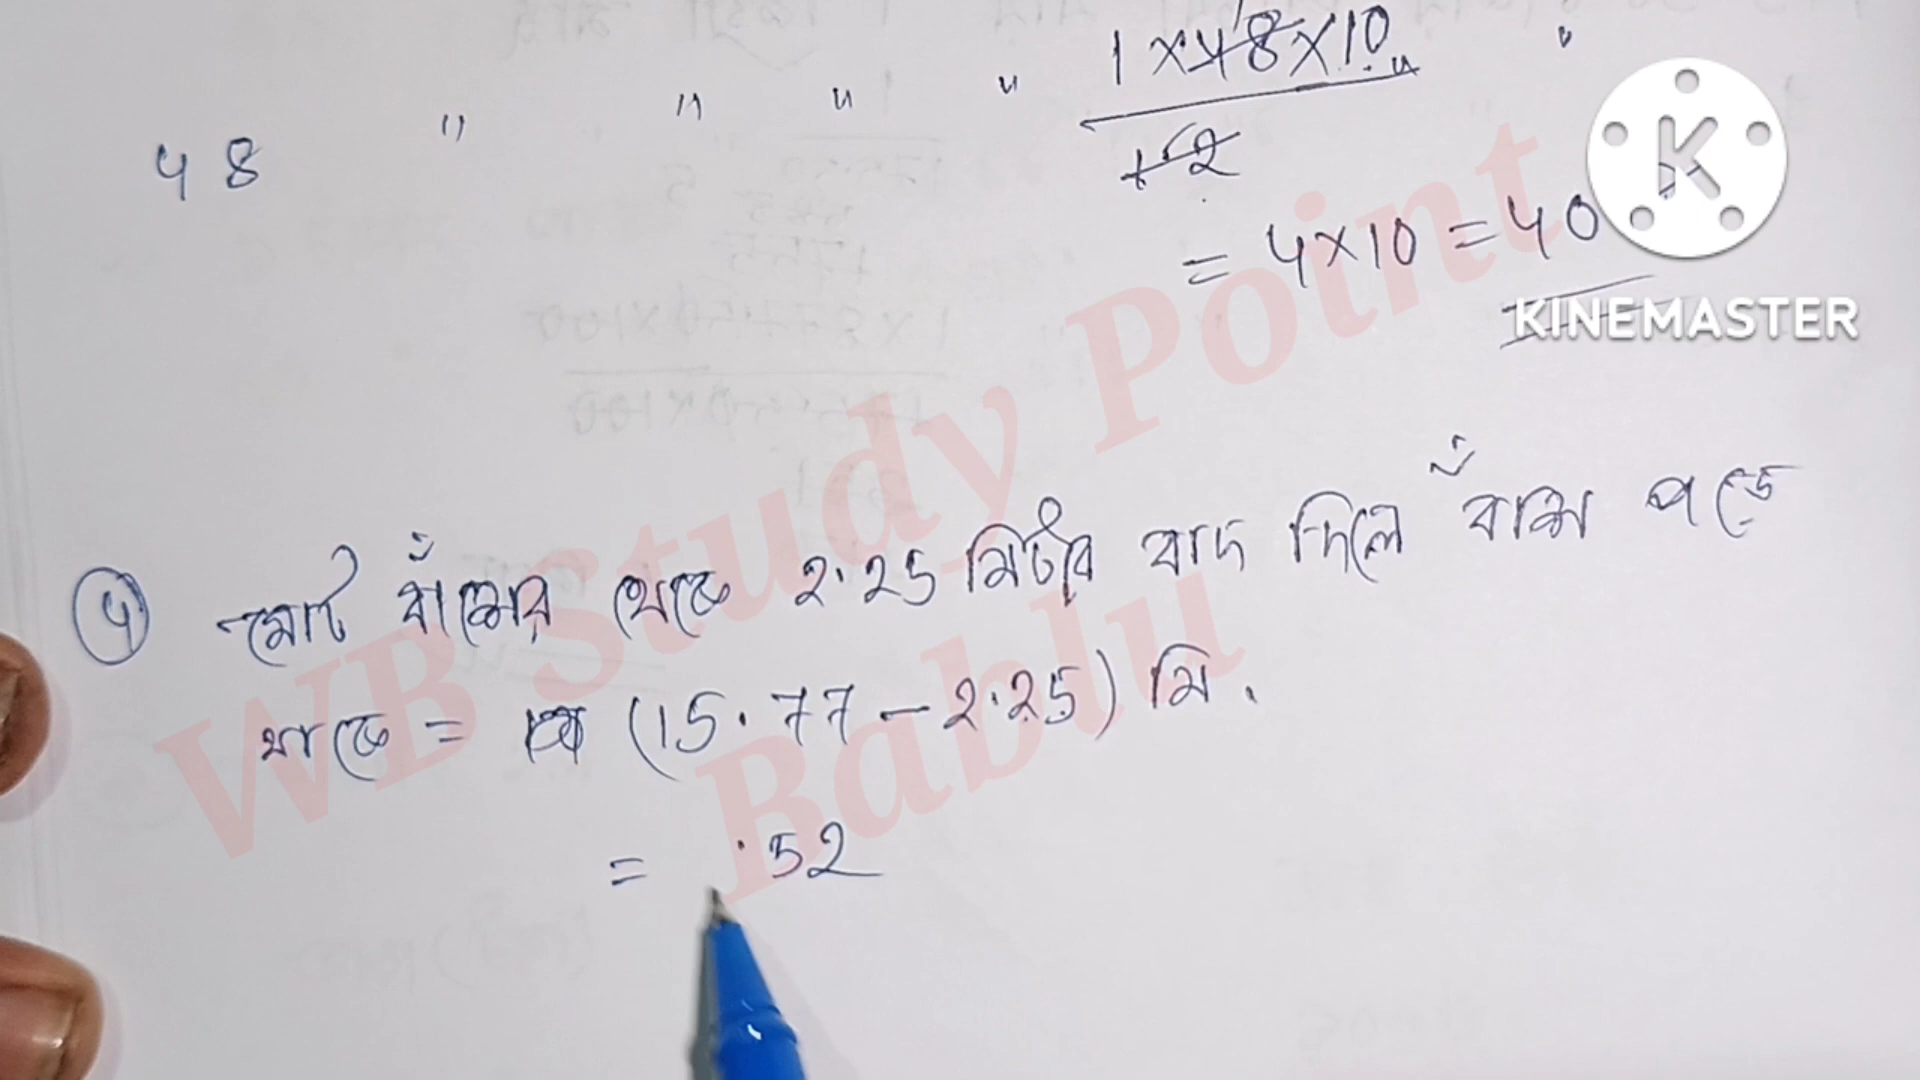 1 × 48 × 10
48 " " " " "
12
= 4×10 = 40
KINEMASTER
④ মোট বাঁশের থেকে 2.25 মিটার বাদ দিলে বাঁশ পড়ে
থাকে = (15.77 - 2.25) মি.
= .52
WB Study Point
Bablu